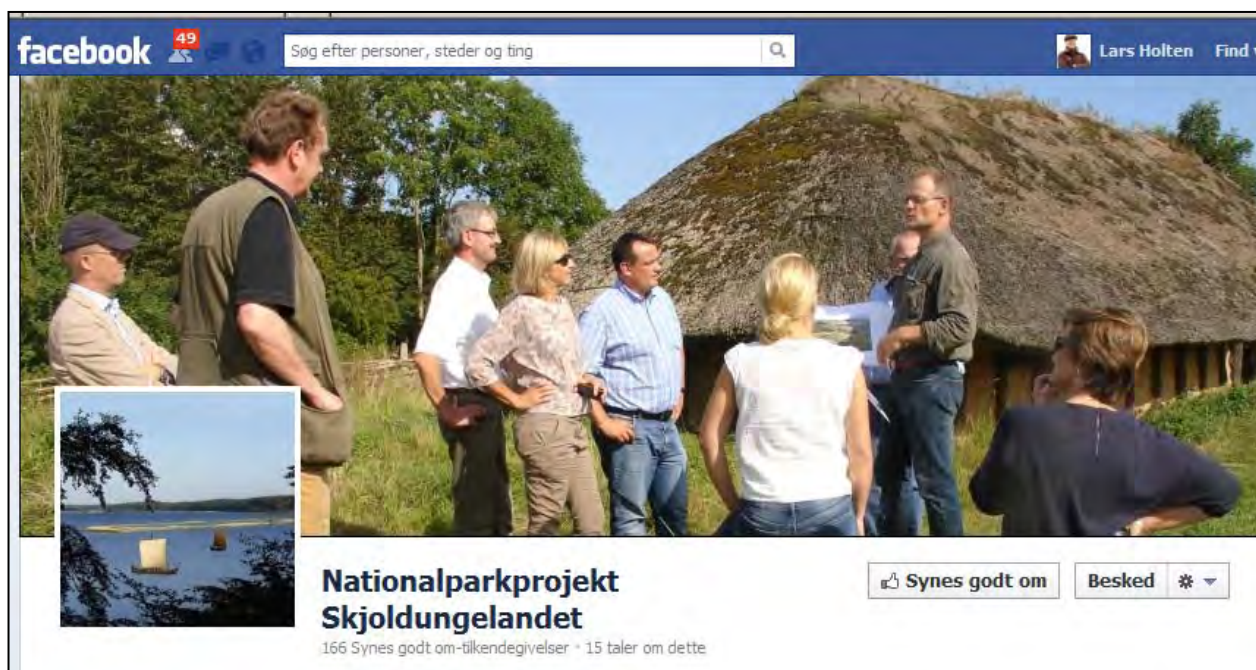 facebook 49 Søg efter personer, steder og ting Lars Holten Find
Nationalparkprojekt
Skjoldungelandet
Synes godt om Besked
166 Synes godt om-tilkendegivelser · 15 taler om dette